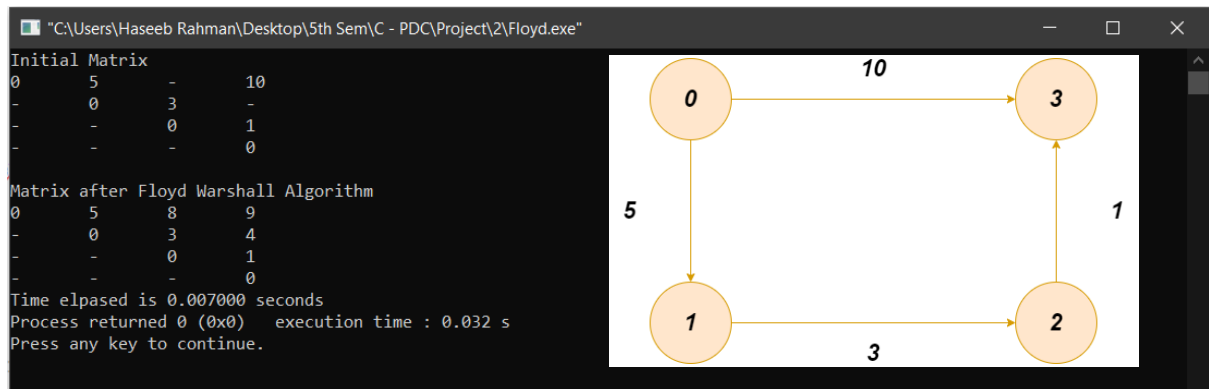 "C:\Users\Haseeb Rahman\Desktop\5th Sem\C - PDC\Project\2\Floyd.exe"
Initial Matrix
0 5 - 10
- 0 3 -
- - 0 1
- - - 0
Matrix after Floyd Warshall Algorithm
0 5 8 9
- 0 3 4
- - 0 1
- - - 0
Time elpased is 0.007000 seconds
Process returned 0 (0x0) execution time : 0.032 s
Press any key to continue.
10
0 3
5 1
1 2
3